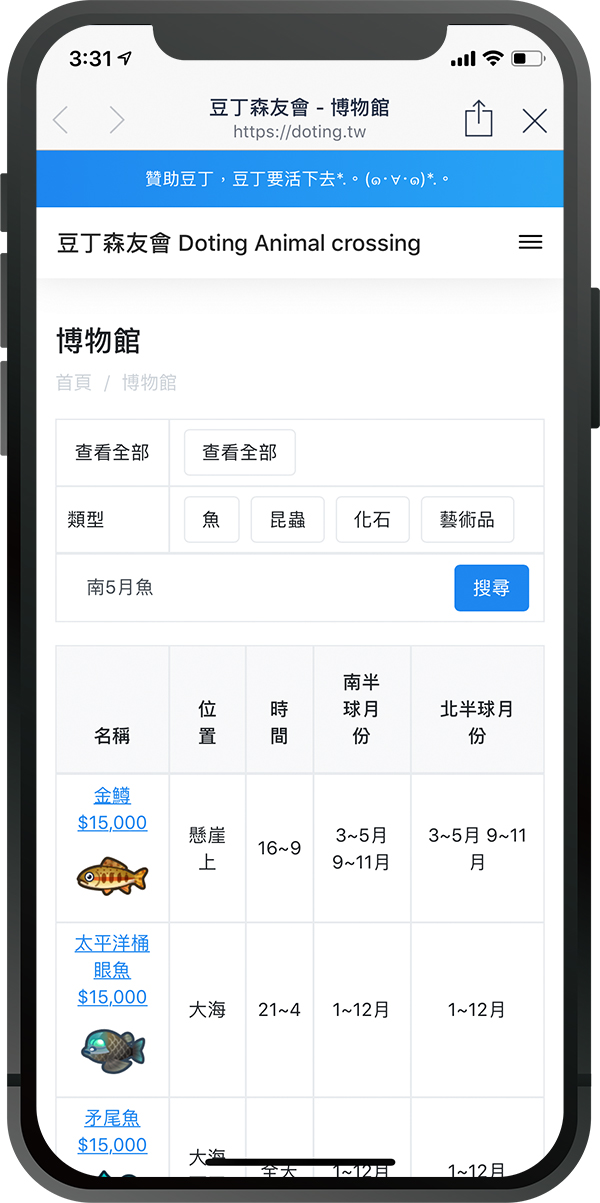 3:31
豆丁森友會 - 博物館
https://doting.tw
贊助豆丁，豆丁要活下去*.。(๑･∀･๑)*.。
豆丁森友會 Doting Animal crossing
博物館
首頁 / 博物館
查看全部 查看全部
類型 魚 昆蟲 化石 藝術品
南5月魚 搜尋
名稱 位置 時間 南半球月份 北半球月份
金鱒
$15,000
懸崖上 16~9 3~5月 9~11月 3~5月 9~11月
太平洋桶
眼魚
$15,000
大海 21~4 1~12月 1~12月
矛尾魚
$15,000
大海 全天 1~12月 1~12月